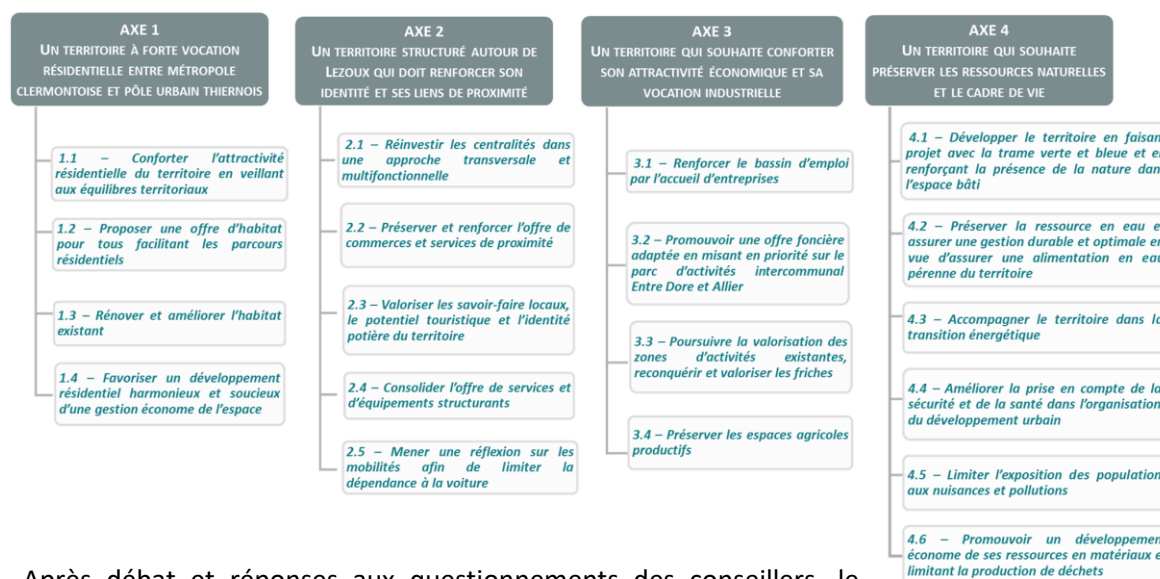 AXE 1
UN TERRITOIRE À FORTE VOCATION
RÉSIDENTIELLE ENTRE MÉTROPOLE
CLERMONTOISE ET PÔLE URBAIN THIERNOIS
1.1 – Conforter l'attractivité
résidentielle du territoire en veillant
aux équilibres territoriaux
1.2 – Proposer une offre d'habitat
pour tous facilitant les parcours
résidentiels
1.3 – Rénover et améliorer l'habitat
existant
1.4 – Favoriser un développement
résidentiel harmonieux et soucieux
d'une gestion économe de l'espace
AXE 2
UN TERRITOIRE STRUCTURÉ AUTOUR DE
LEZOUX QUI DOIT RENFORCER SON
IDENTITÉ ET SES LIENS DE PROXIMITÉ
2.1 – Réinvestir les centralités dans
une approche transversale et
multifonctionnelle
2.2 – Préserver et renforcer l'offre de
commerces et services de proximité
2.3 – Valoriser les savoir-faire locaux,
le potentiel touristique et l'identité
potière du territoire
2.4 – Consolider l'offre de services et
d'équipements structurants
2.5 – Mener une réflexion sur les
mobilités afin de limiter la
dépendance à la voiture
AXE 3
UN TERRITOIRE QUI SOUHAITE CONFORTER
SON ATTRACTIVITÉ ÉCONOMIQUE ET SA
VOCATION INDUSTRIELLE
3.1 – Renforcer le bassin d'emploi
par l'accueil d'entreprises
3.2 – Promouvoir une offre foncière
adaptée en misant en priorité sur le
parc d'activités intercommunal
Entre Dore et Allier
3.3 – Poursuivre la valorisation des
zones d'activités existantes,
reconquérir et valoriser les friches
3.4 – Préserver les espaces agricoles
productifs
AXE 4
UN TERRITOIRE QUI SOUHAITE
PRÉSERVER LES RESSOURCES NATURELLES
ET LE CADRE DE VIE
4.1 – Développer le territoire en faisan
projet avec la trame verte et bleue et en
renforçant la présence de la nature dan
l'espace bâti
4.2 – Préserver la ressource en eau e
assurer une gestion durable et optimale en
vue d'assurer une alimentation en eau
pérenne du territoire
4.3 – Accompagner le territoire dans la
transition énergétique
4.4 – Améliorer la prise en compte de la
sécurité et de la santé dans l'organisation
du développement urbain
4.5 – Limiter l'exposition des population
aux nuisances et pollutions
4.6 – Promouvoir un développemen
économe de ses ressources en matériaux e
limitant la production de déchets
Après débat et réponses aux questionnements des conseillers, le